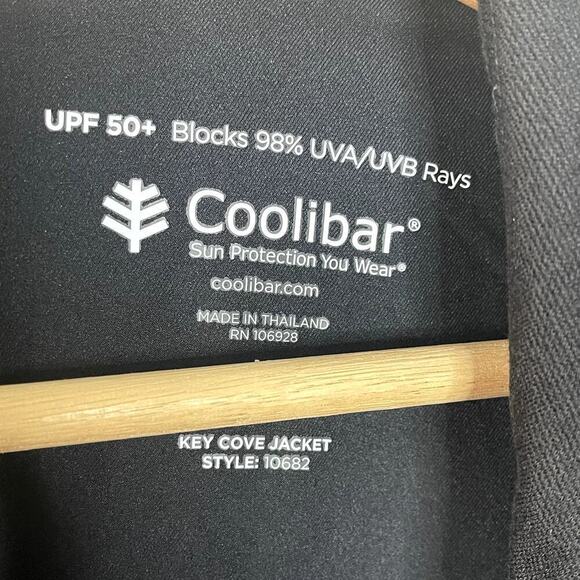 UPF 50+ Blocks 98% UVA/UVB Rays
Coolibar®
Sun Protection You Wear®
coolibar.com
MADE IN THAILAND
RN 106928
KEY COVE JACKET
STYLE: 10682